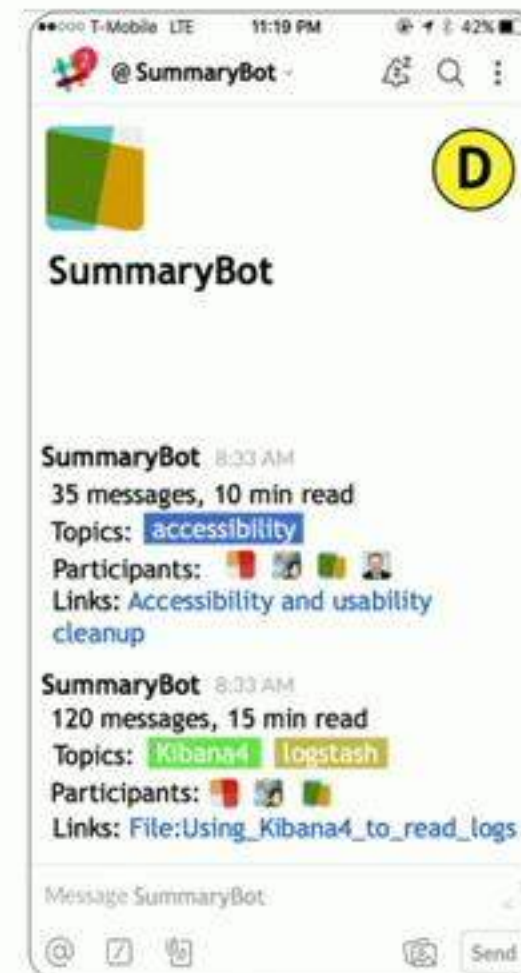 T-Mobile LTE 11:19 PM 42%
@ SummaryBot
D
SummaryBot
SummaryBot 8:33 AM
35 messages, 10 min read
Topics: accessibility
Participants:
Links: Accessibility and usability
cleanup
SummaryBot 8:33 AM
120 messages, 15 min read
Topics: Kibana4 logstash
Participants:
Links: File:Using_Kibana4_to_read_logs
Message SummaryBot
@ Send